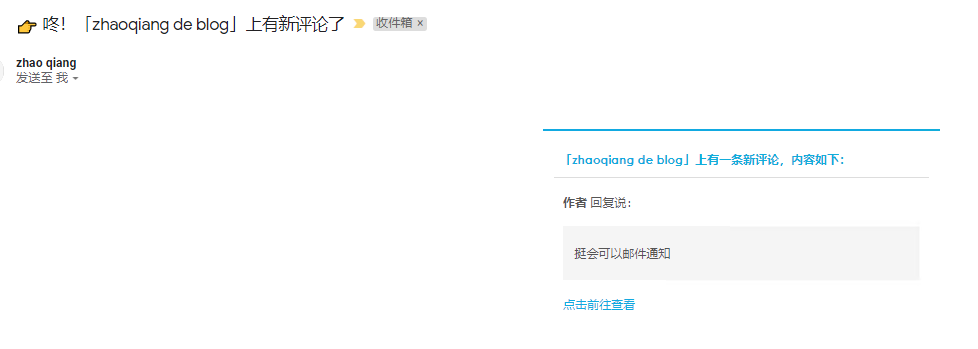 👉 咚！「zhaoqiang de blog」上有新评论了 收件箱 ×
zhao qiang
发送至 我
「zhaoqiang de blog」上有一条新评论，内容如下：
作者 回复说：
挺会可以邮件通知
点击前往查看